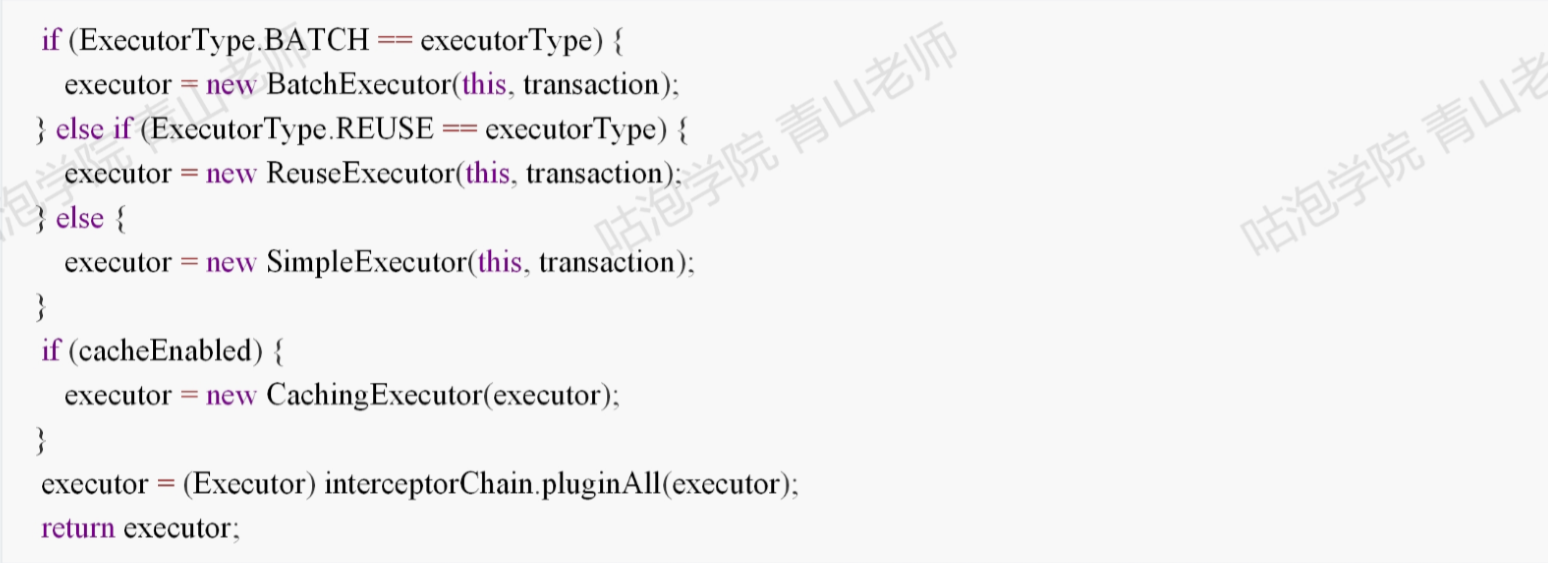 if (ExecutorType.BATCH == executorType) {
executor = new BatchExecutor(this, transaction);
} else if (ExecutorType.REUSE == executorType) {
executor = new ReuseExecutor(this, transaction);
} else {
executor = new SimpleExecutor(this, transaction);
}
if (cacheEnabled) {
executor = new CachingExecutor(executor);
}
executor = (Executor) interceptorChain.pluginAll(executor);
return executor;
泡学院 青山老师
咕泡学院 青山老师
咕泡学院 青山老